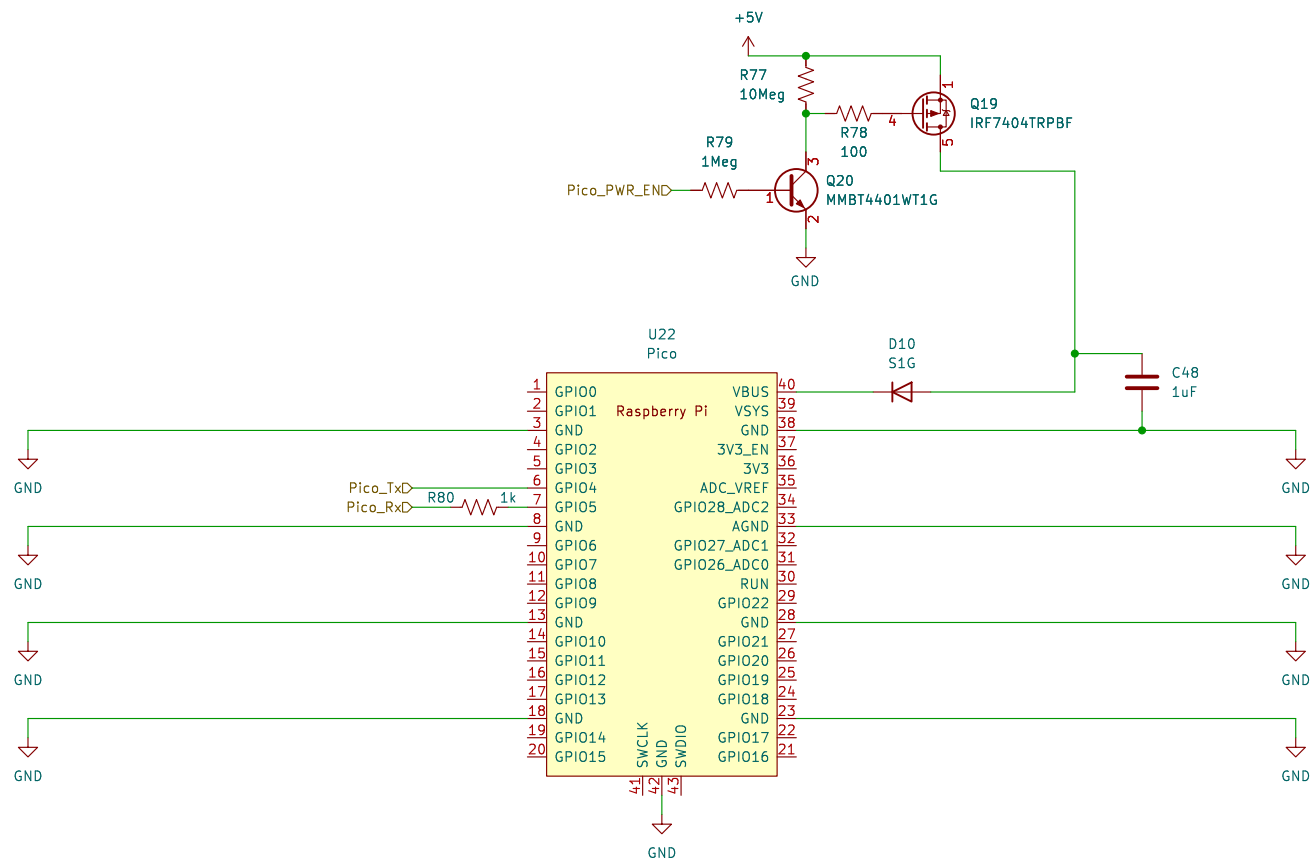 +5V
R77
10Meg
1
Q19
IRF7404TRPBF
4
R78
100
5
R79
1Meg
3
Pico_PWR_EN
1
Q20
MMBT4401WT1G
2
GND
U22
Pico
D10
S1G
C48
1uF
Raspberry Pi
1 GPIO0
2 GPIO1
3 GND
4 GPIO2
5 GPIO3
6 GPIO4
7 GPIO5
8 GND
9 GPIO6
10 GPIO7
11 GPIO8
12 GPIO9
13 GND
14 GPIO10
15 GPIO11
16 GPIO12
17 GPIO13
18 GND
19 GPIO14
20 GPIO15
VBUS 40
VSYS 39
GND 38
3V3_EN 37
3V3 36
ADC_VREF 35
GPIO28_ADC2 34
AGND 33
GPIO27_ADC1 32
GPIO26_ADC0 31
RUN 30
GPIO22 29
GND 28
GPIO21 27
GPIO20 26
GPIO19 25
GPIO18 24
GND 23
GPIO17 22
GPIO16 21
SWCLK 41
GND 42
SWDIO 43
Pico_Tx
Pico_Rx
R80 1k
GND
GND
GND
GND
GND
GND
GND
GND
GND